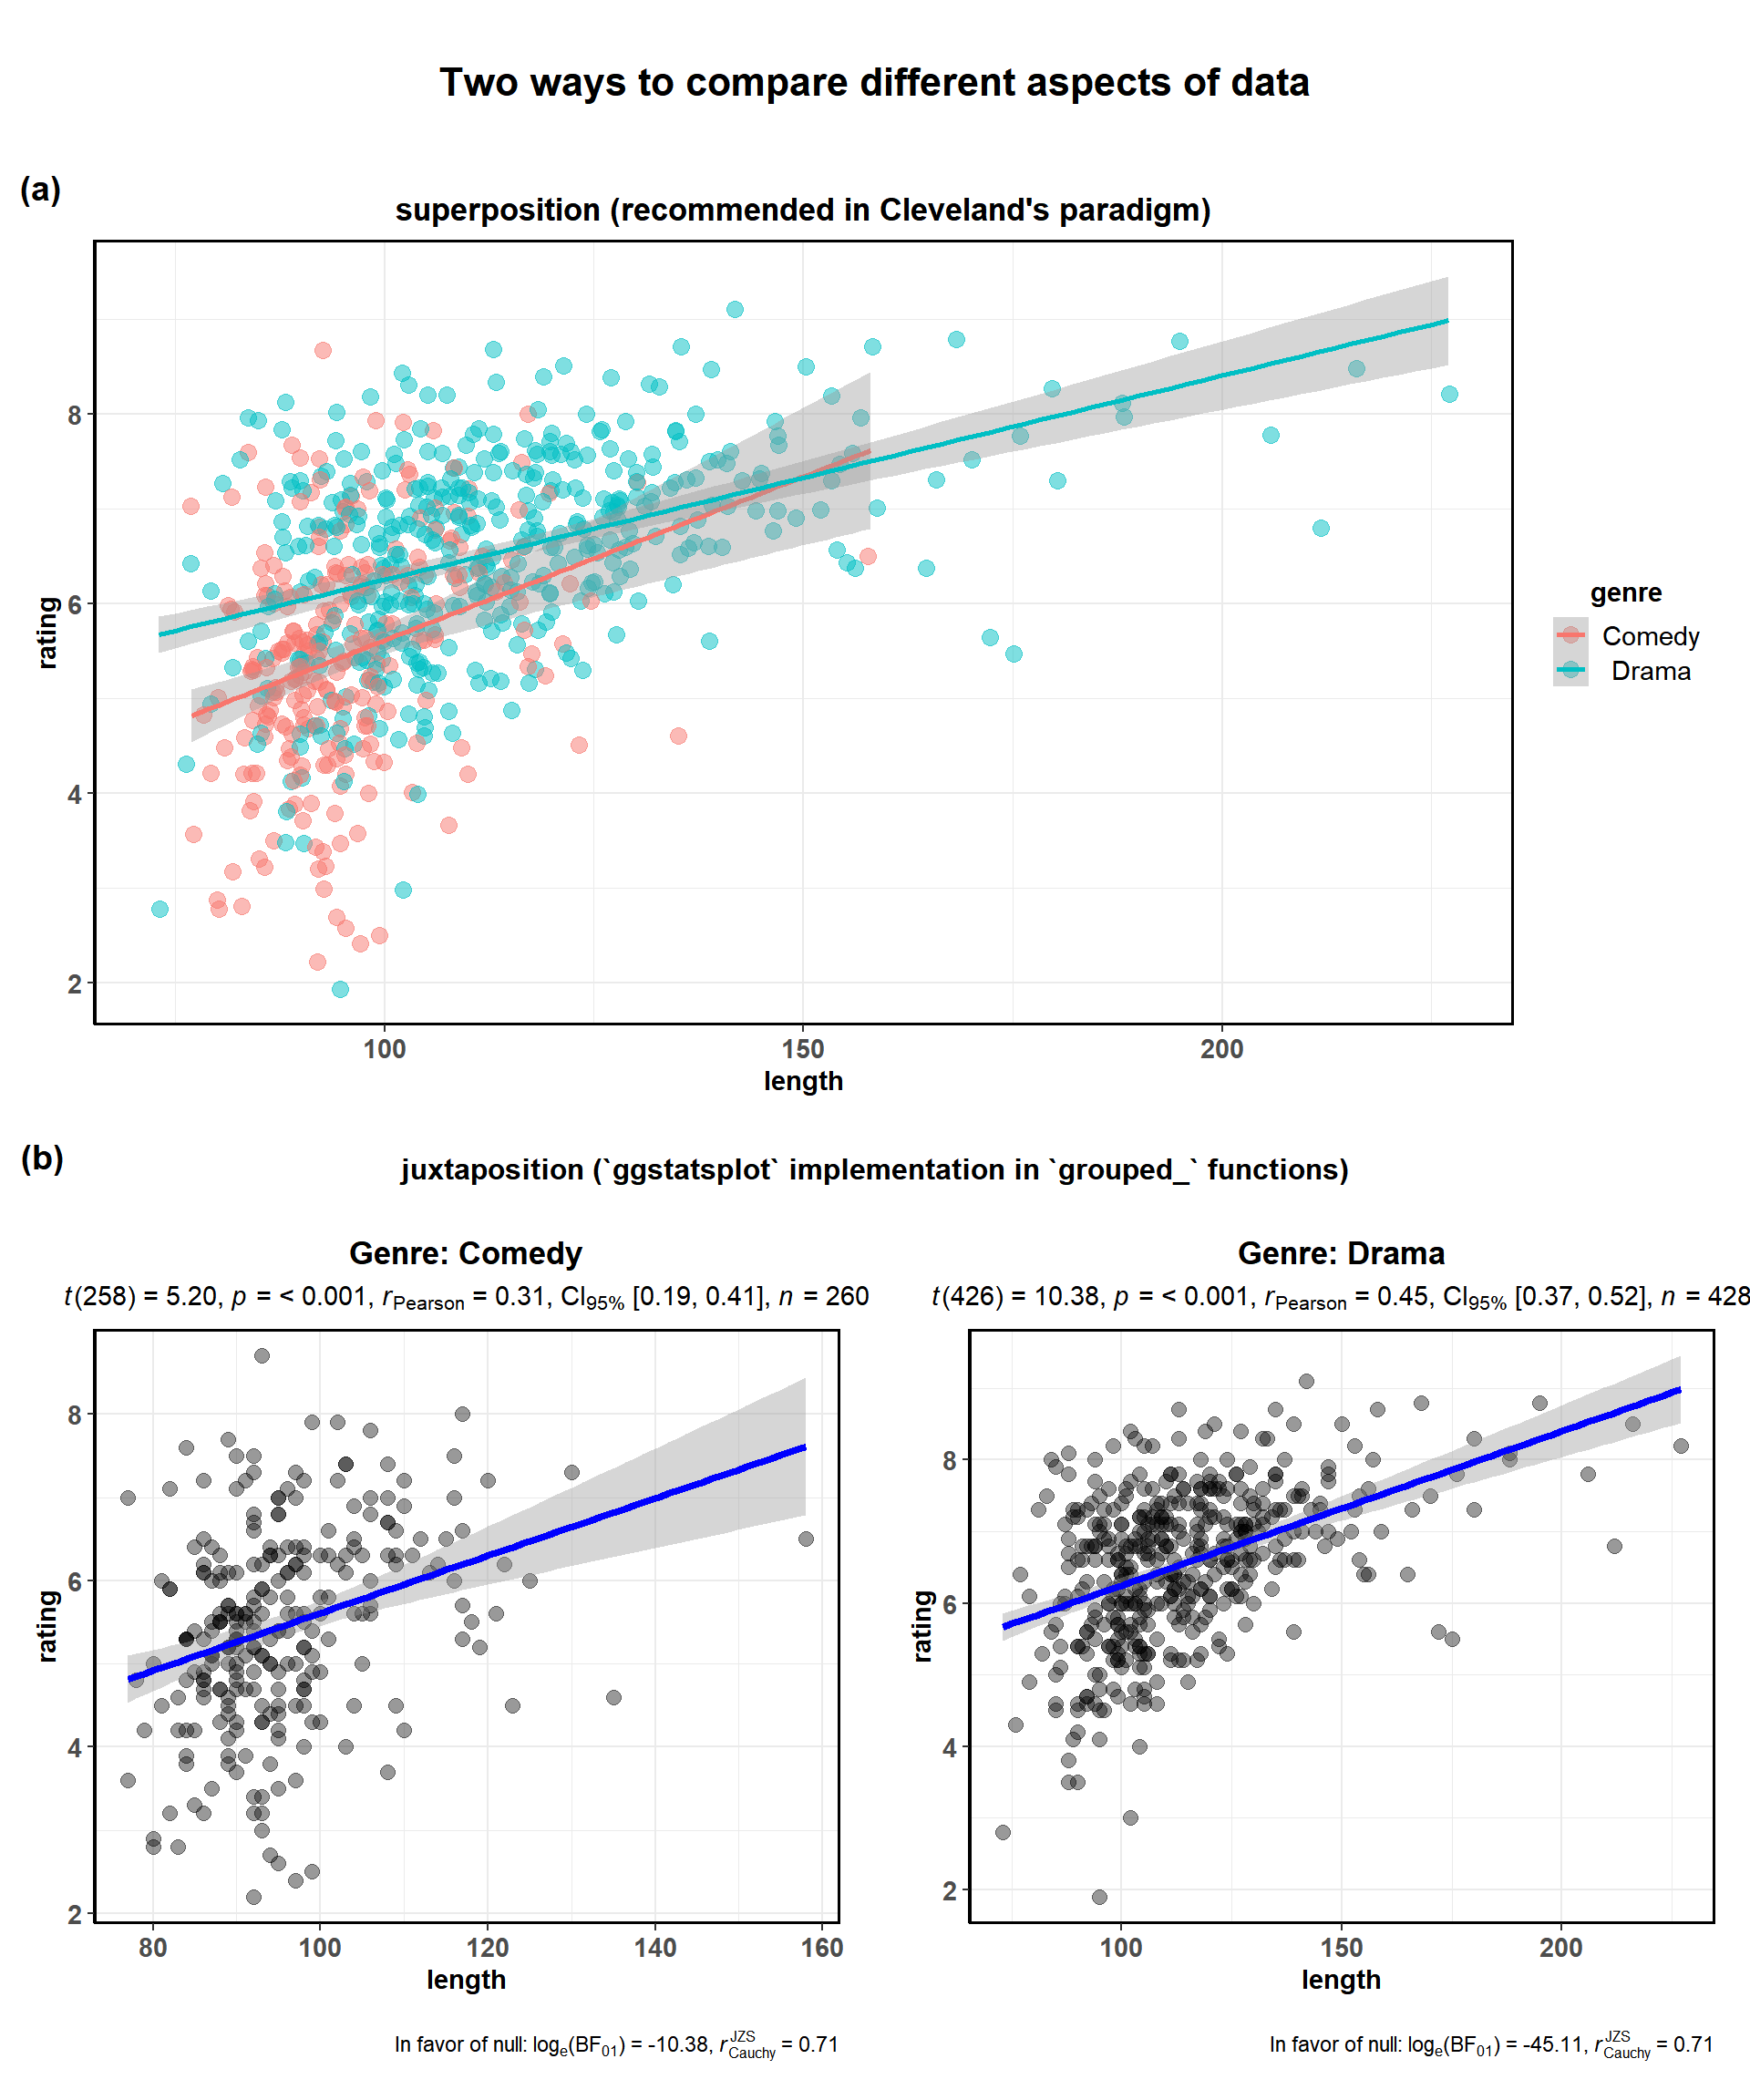 Two ways to compare different aspects of data
(a)
superposition (recommended in Cleveland's paradigm)
8
6
4
2
rating
100
150
200
length
genre
Comedy
Drama
(b)
juxtaposition (`ggstatsplot` implementation in `grouped_` functions)
Genre: Comedy
t(258) = 5.20, p = < 0.001, rPearson = 0.31, CI95% [0.19, 0.41], n = 260
8
6
4
2
rating
80
100
120
140
160
length
In favor of null: loge(BF01) = -10.38, rJZS Cauchy = 0.71
Genre: Drama
t(426) = 10.38, p = < 0.001, rPearson = 0.45, CI95% [0.37, 0.52], n = 428
8
6
4
2
rating
100
150
200
length
In favor of null: loge(BF01) = -45.11, rJZS Cauchy = 0.71